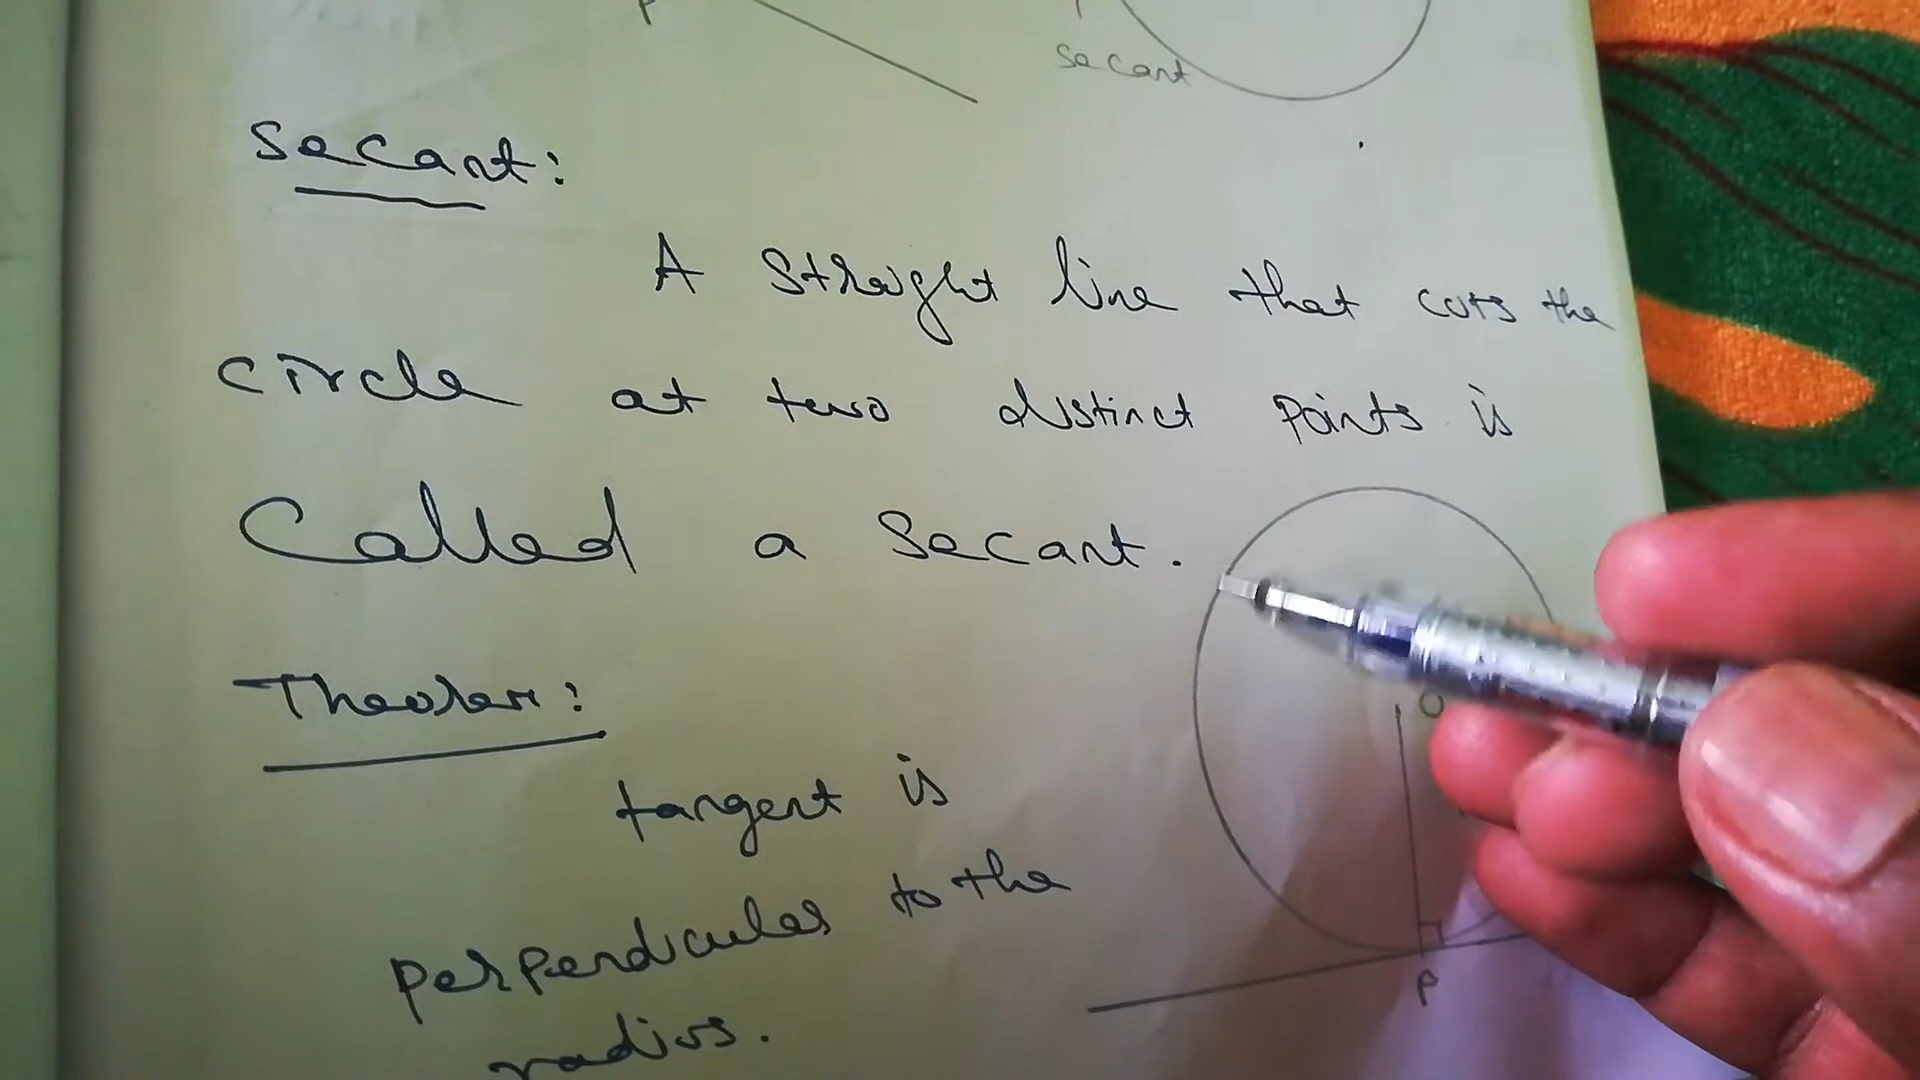 P
Secant
Secant:
A Straight line that cuts the
circle at two distinct points is
Called a Secant.
Theorem:
tangent is
perpendicular to the
radius.
O
P